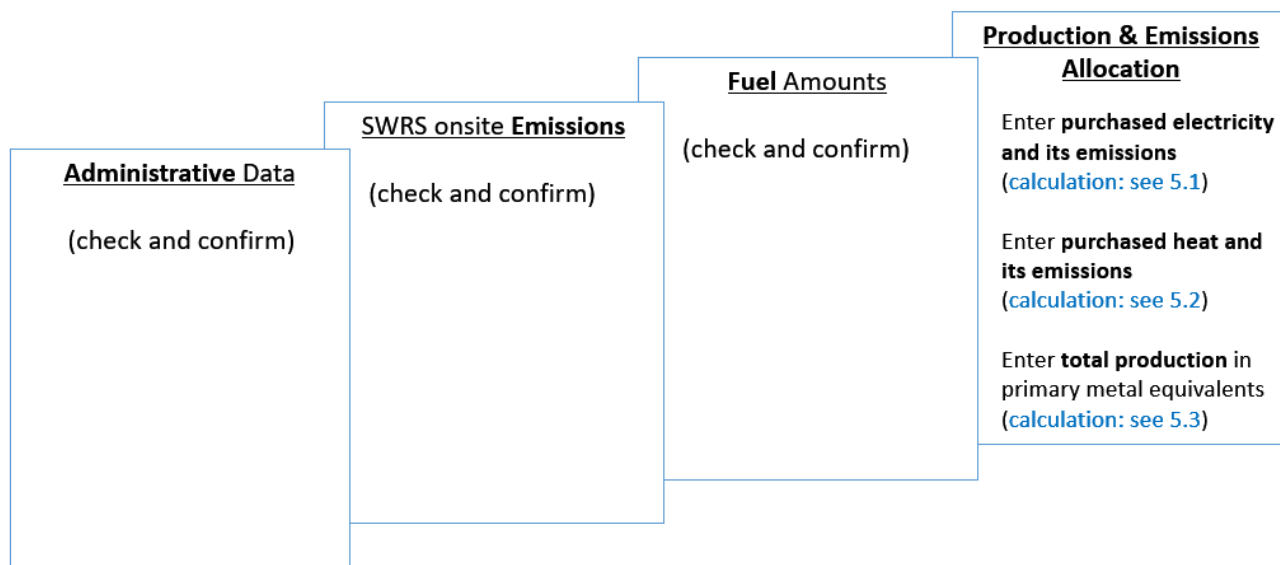 Administrative Data
(check and confirm)
SWRS onsite Emissions
(check and confirm)
Fuel Amounts
(check and confirm)
Production & Emissions
Allocation
Enter purchased electricity
and its emissions
(calculation: see 5.1)
Enter purchased heat and
its emissions
(calculation: see 5.2)
Enter total production in
primary metal equivalents
(calculation: see 5.3)